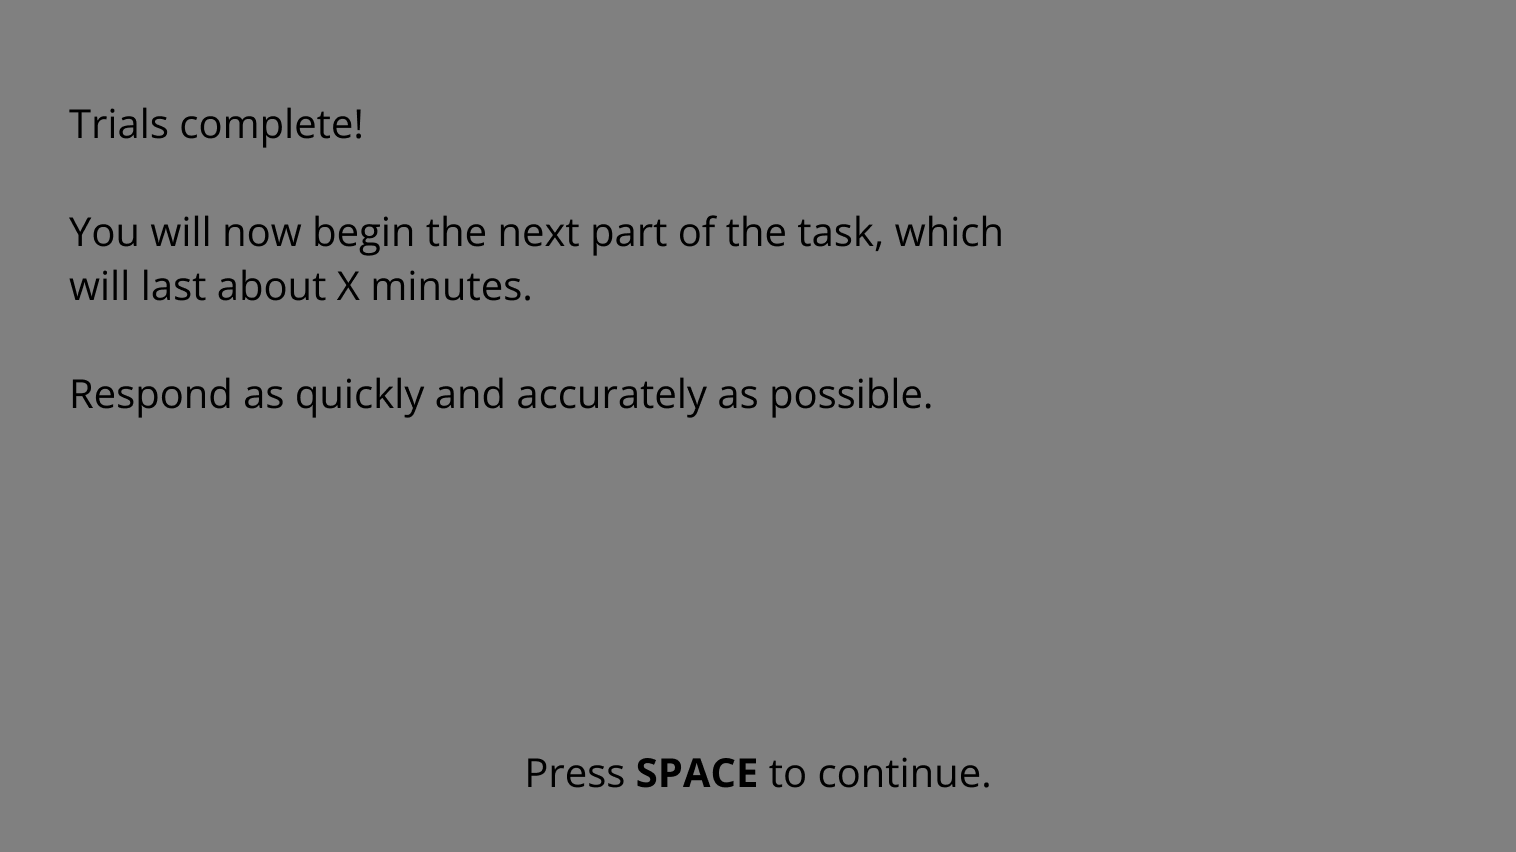 Trials complete!
You will now begin the next part of the task, which
will last about X minutes.
Respond as quickly and accurately as possible.
Press SPACE to continue.